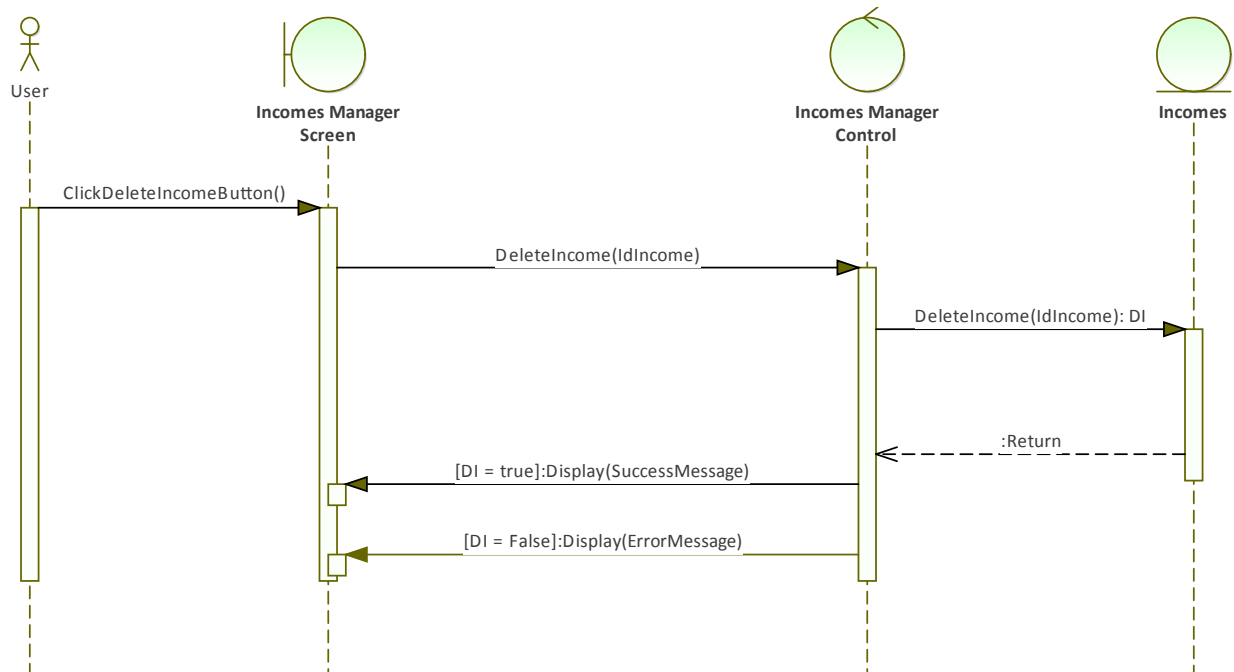 User
Incomes Manager
Screen
Incomes Manager
Control
Incomes
ClickDeleteIncomeButton()
DeleteIncome(IdIncome)
DeleteIncome(IdIncome): DI
:Return
[DI = true]:Display(SuccessMessage)
[DI = False]:Display(ErrorMessage)